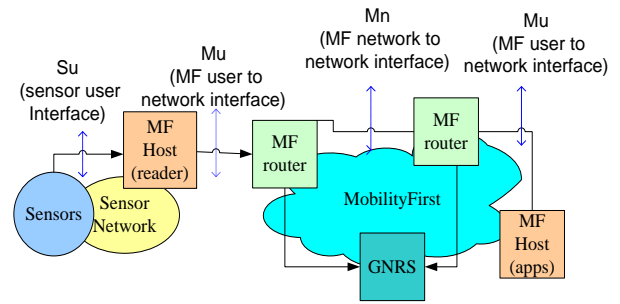 Su
(sensor user
Interface)
Mu
(MF user to
network interface)
Mn
(MF network to
network interface)
Mu
(MF user to
network interface)
MF
Host
(reader)
MF
router
MF
router
Sensors
Sensor
Network
MobilityFirst
GNRS
MF
Host
(apps)